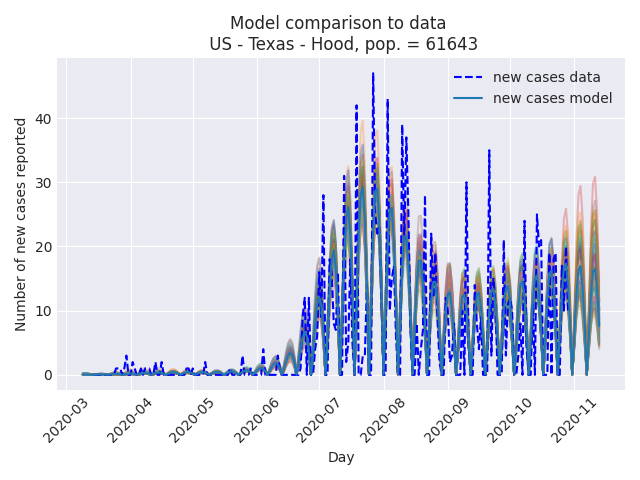 Model comparison to data
US - Texas - Hood, pop. = 61643
new cases data
new cases model
Number of new cases reported
40
30
20
10
0
2020-03
2020-04
2020-05
2020-06
2020-07
2020-08
2020-09
2020-10
2020-11
Day